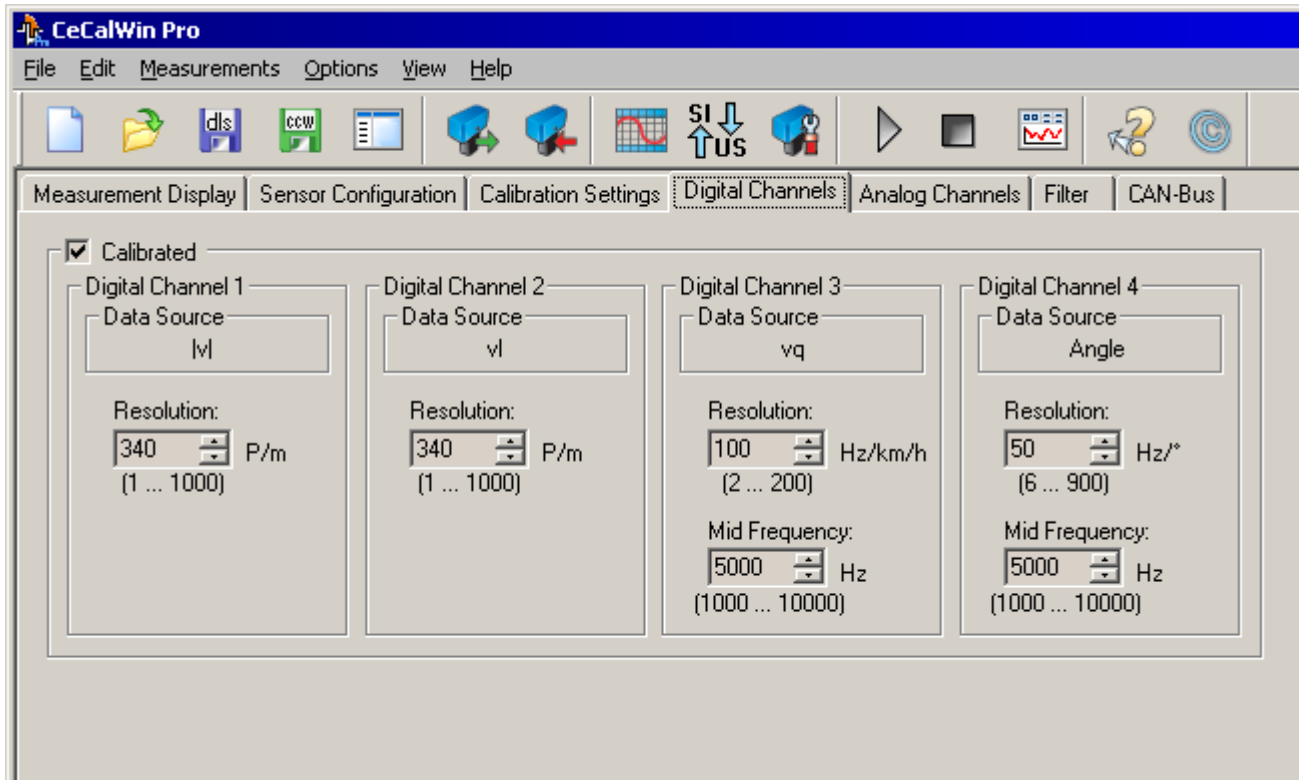 CeCalWin Pro
File Edit Measurements Options View Help
dls ccw SI US
Measurement Display Sensor Configuration Calibration Settings Digital Channels Analog Channels Filter CAN-Bus
Calibrated
Digital Channel 1 Digital Channel 2 Digital Channel 3 Digital Channel 4
Data Source Data Source Data Source Data Source
|v| vl vq Angle
Resolution: Resolution: Resolution: Resolution:
340 P/m 340 P/m 100 Hz/km/h 50 Hz/°
(1 ... 1000) (1 ... 1000) (2 ... 200) (6 ... 900)
Mid Frequency: Mid Frequency:
5000 Hz 5000 Hz
(1000 ... 10000) (1000 ... 10000)